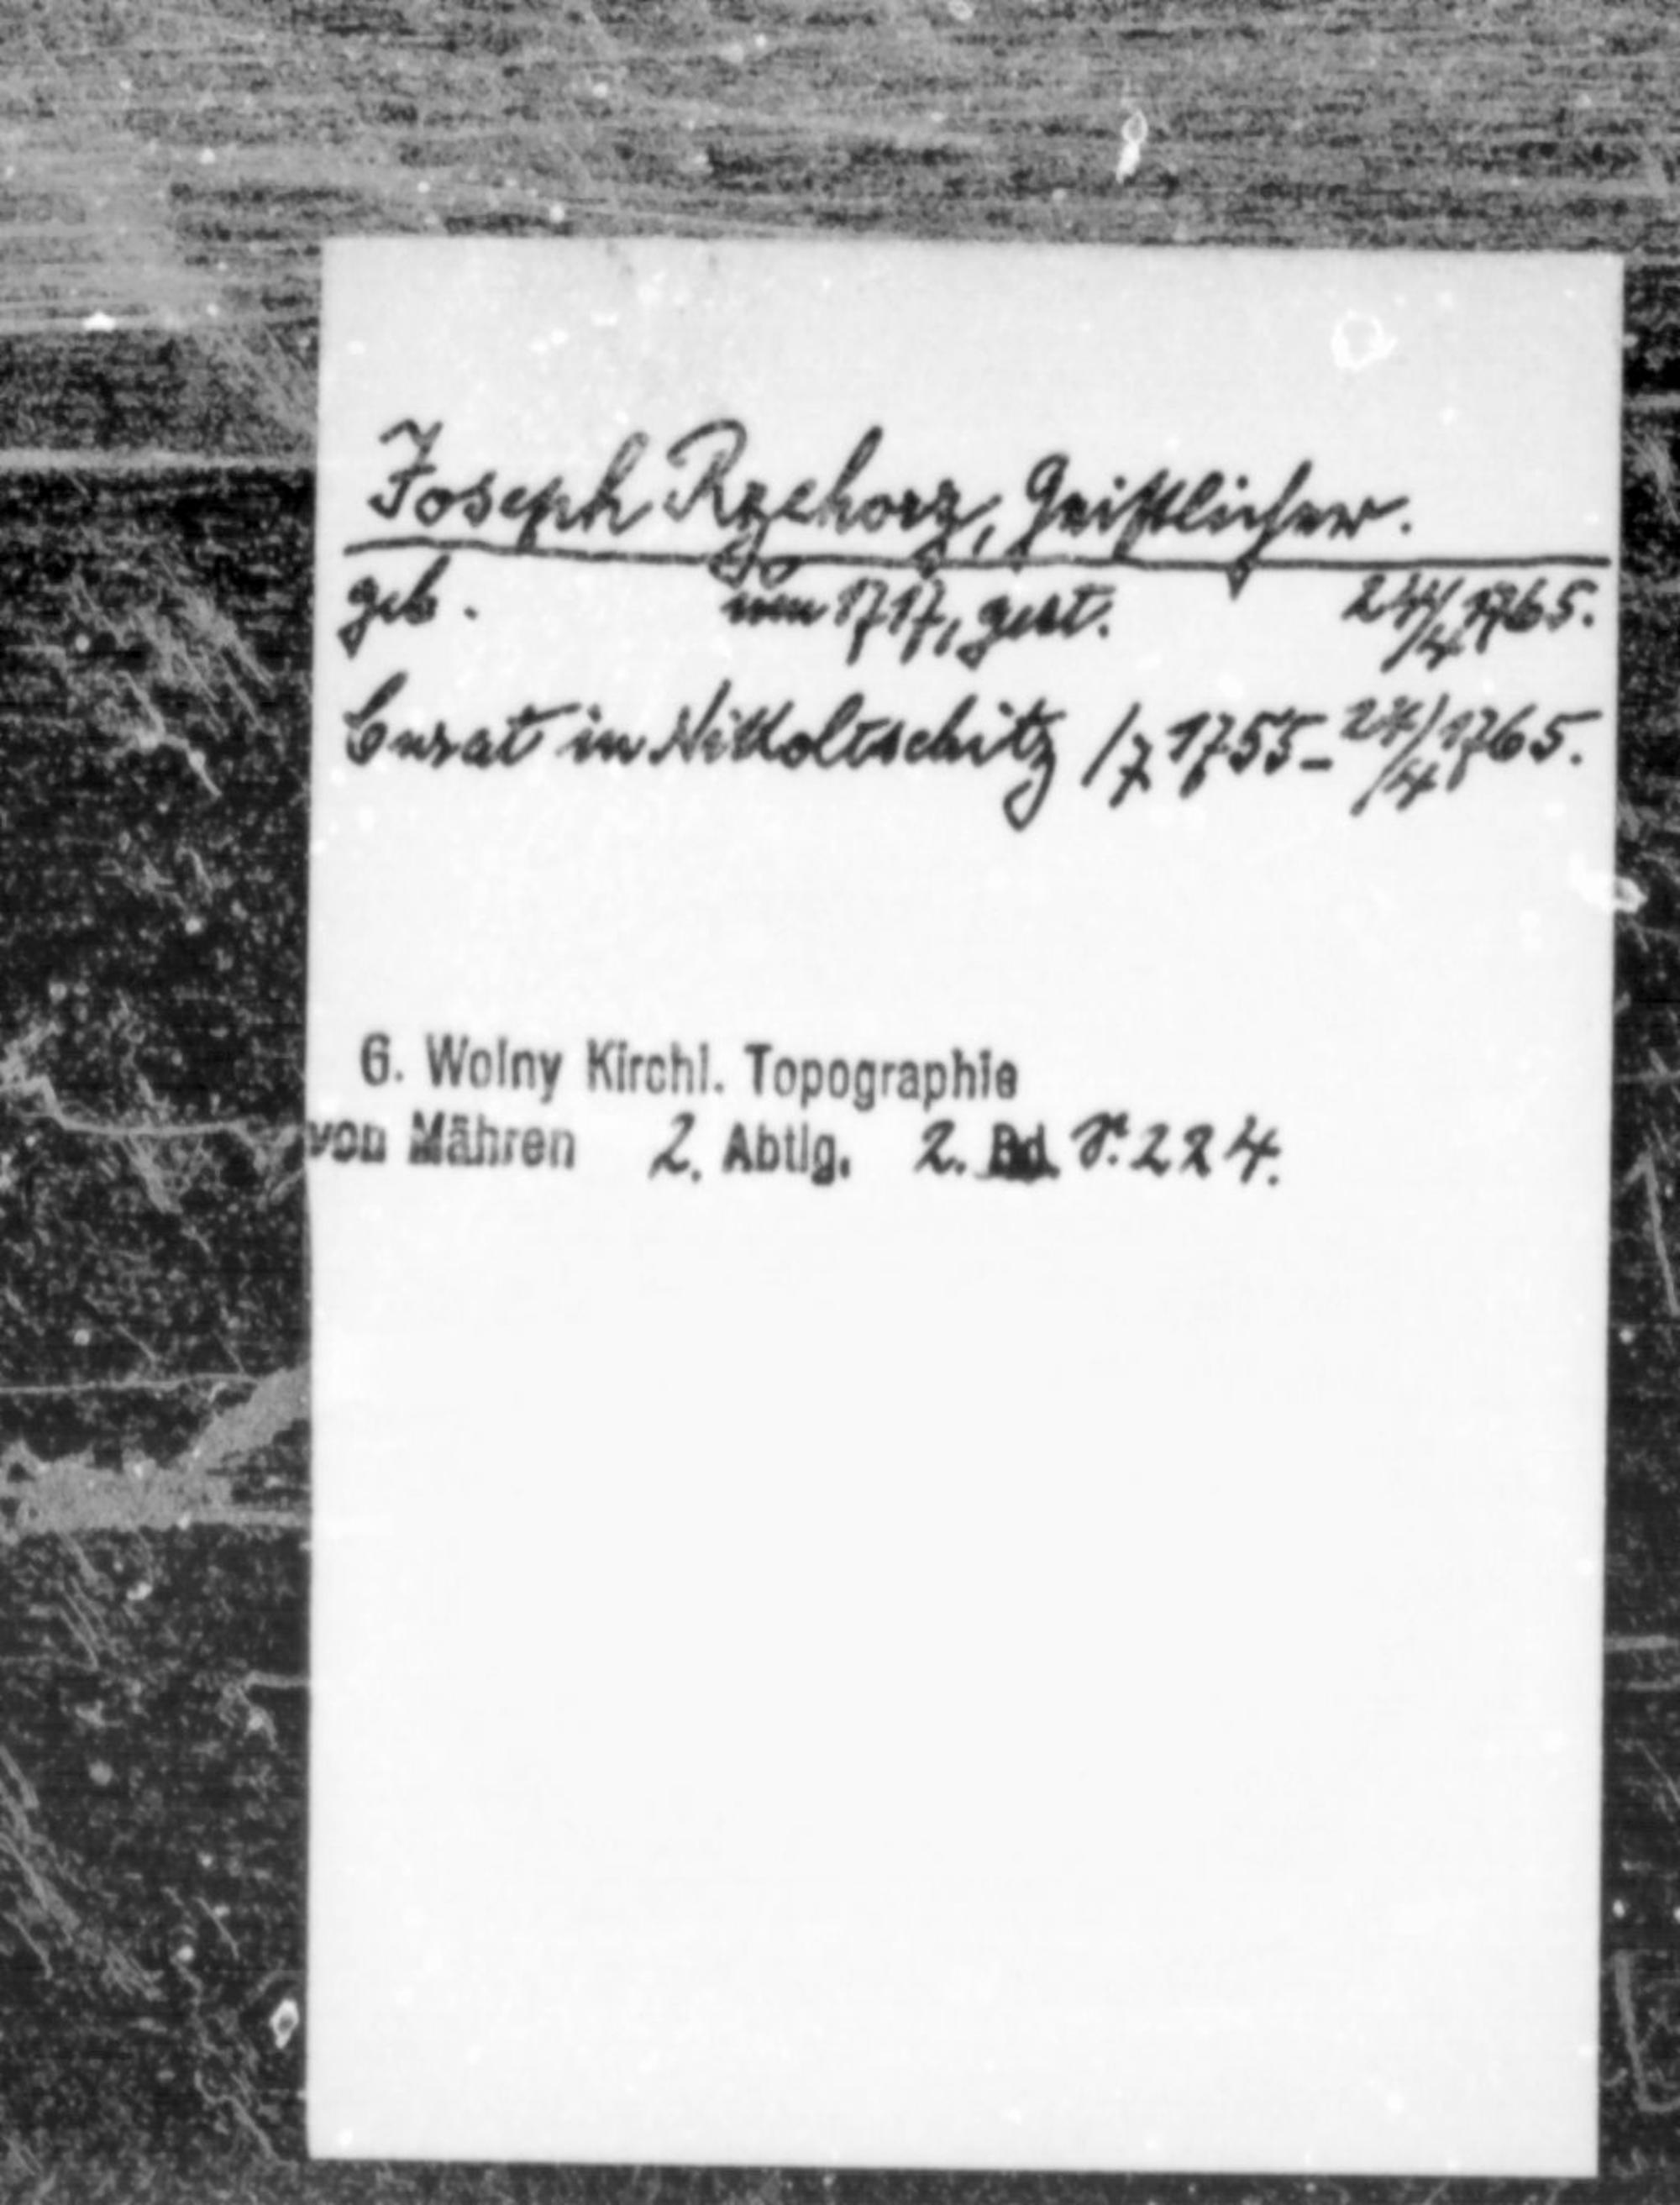 Joseph Rzehorz, Geistlicher.
geb. um 1717, gest. 24/4 1765.
Curat in Nikoltschitz /7 1755 - 24/4 1765.
G. Wolny Kirchl. Topographie
von Mähren 2. Abtlg. 2. Bd. S. 224.